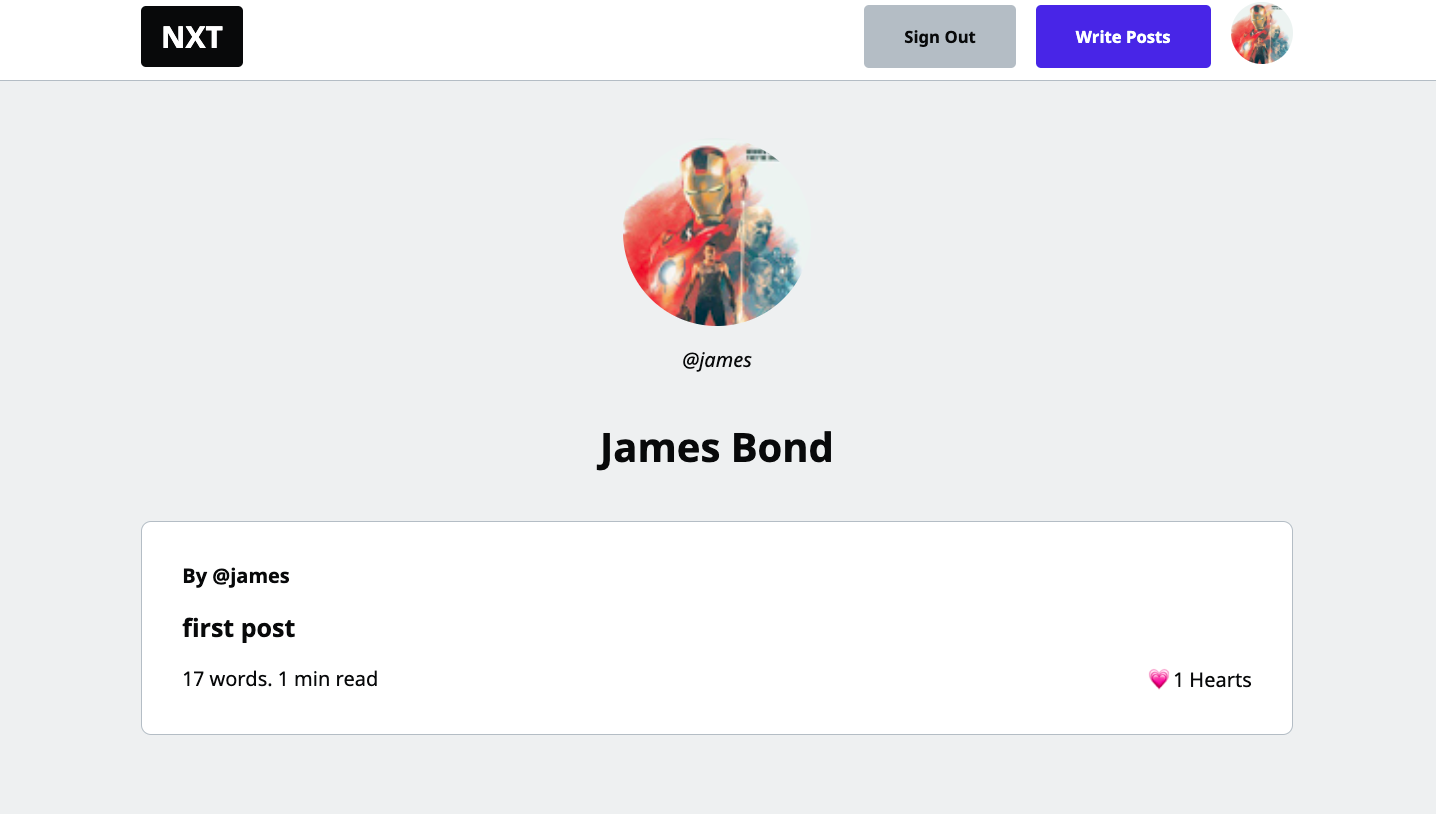 NXT
Sign Out
Write Posts
@james
James Bond
By @james
first post
17 words. 1 min read
💗 1 Hearts